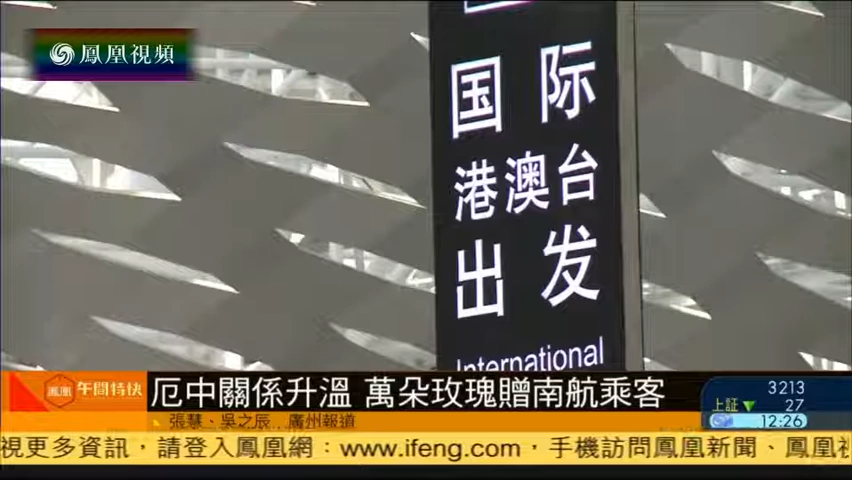 鳳凰視頻
国际
港澳台
出发
International
鳳凰 午間特快
厄中關係升溫 萬朵玫瑰贈南航乘客
張慧、吳之辰 廣州報道
3213
上証▼ 27
12:26
視更多資訊，請登入鳳凰網：www.ifeng.com，手機訪問鳳凰新聞、鳳凰視